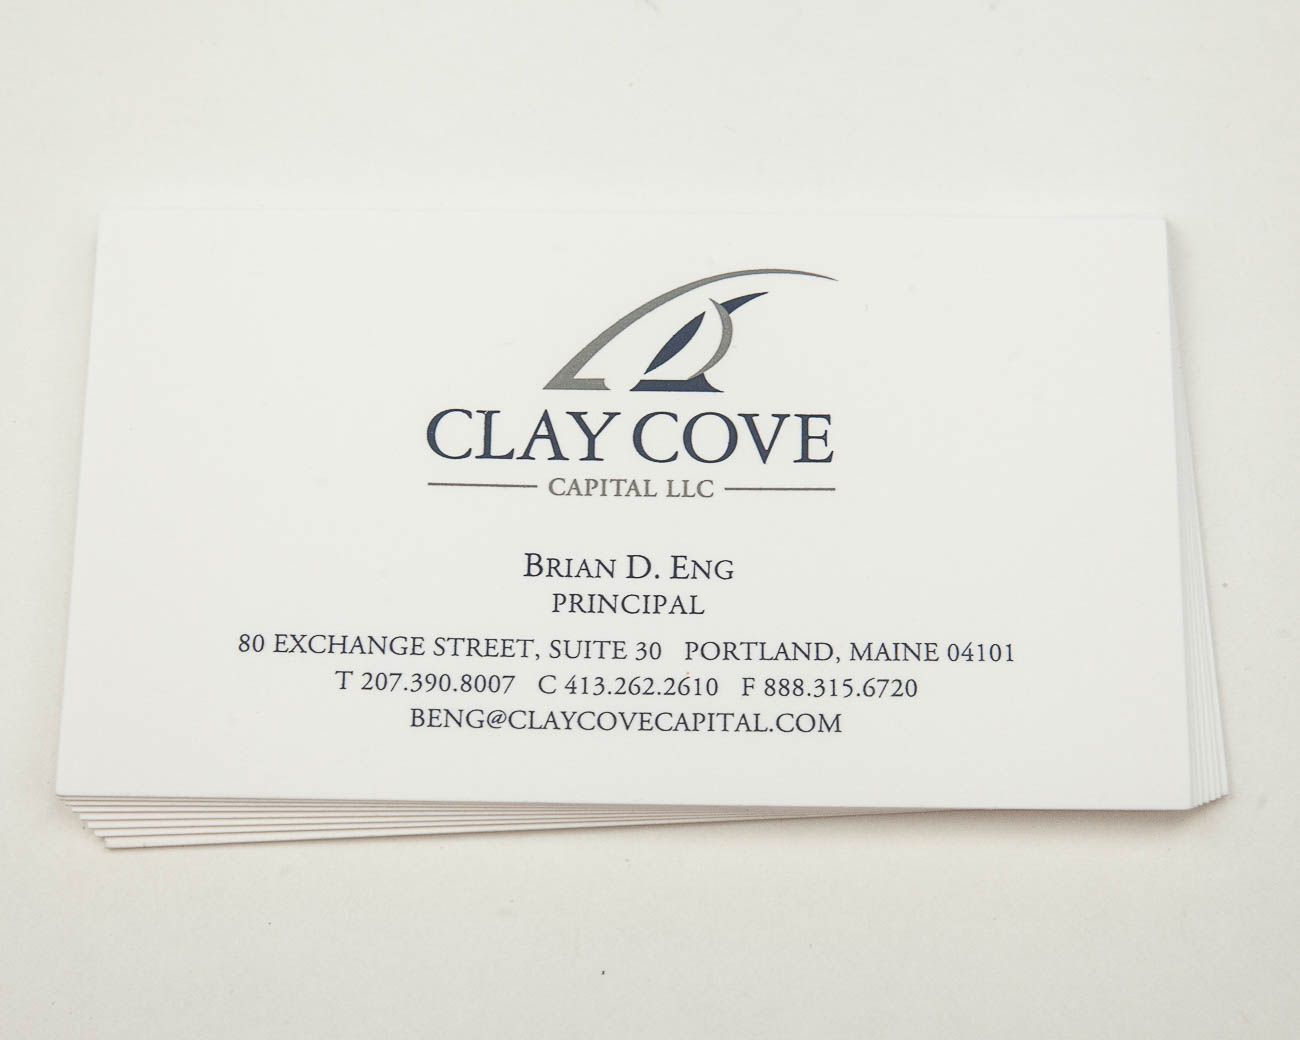 CLAY COVE
CAPITAL LLC
BRIAN D. ENG
PRINCIPAL
80 EXCHANGE STREET, SUITE 30 PORTLAND, MAINE 04101
T 207.390.8007 C 413.262.2610 F 888.315.6720
BENG@CLAYCOVECAPITAL.COM